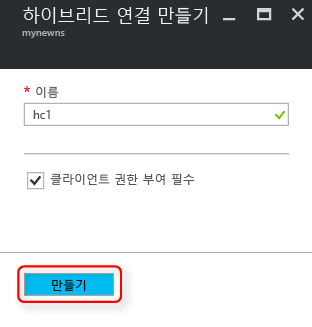 하이브리드 연결 만들기
mynewns
* 이름
hc1
클라이언트 권한 부여 필수
만들기